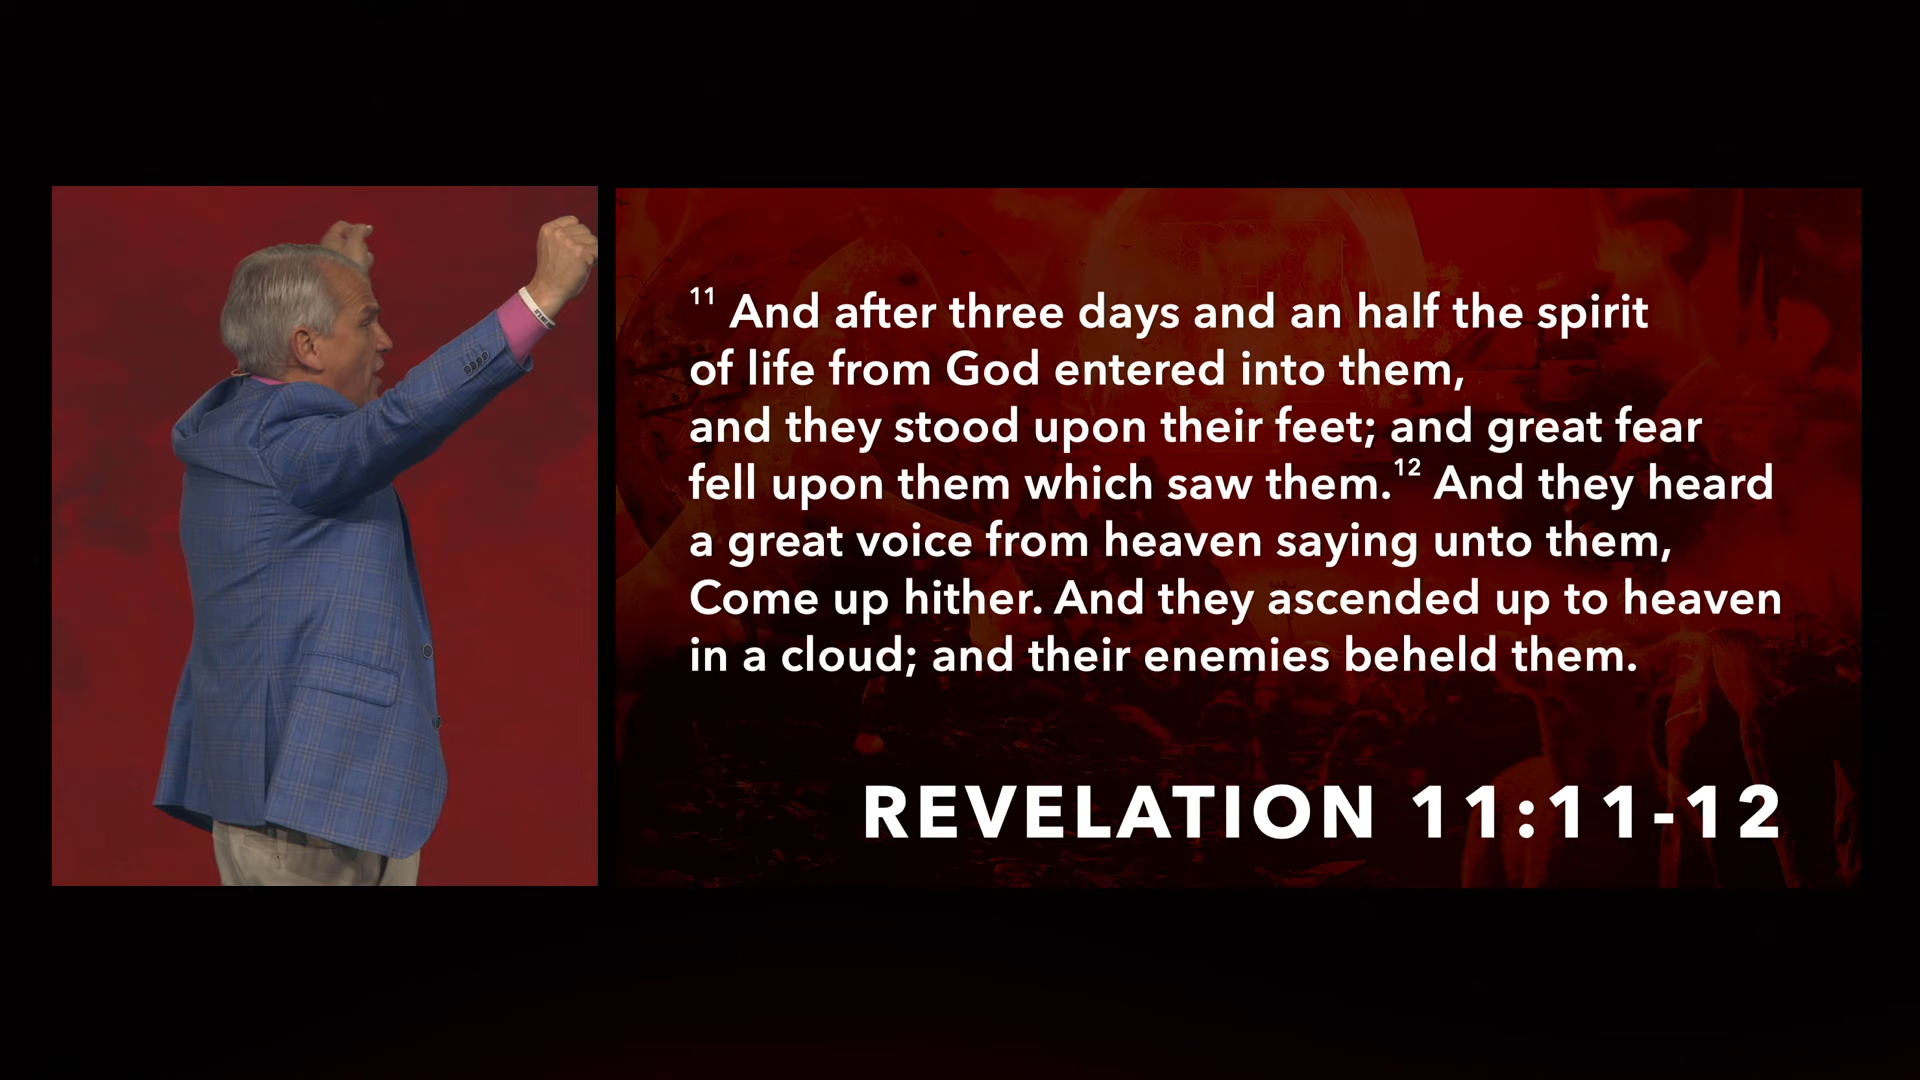 11 And after three days and an half the spirit
of life from God entered into them,
and they stood upon their feet; and great fear
fell upon them which saw them.12 And they heard
a great voice from heaven saying unto them,
Come up hither. And they ascended up to heaven
in a cloud; and their enemies beheld them.
REVELATION 11:11-12